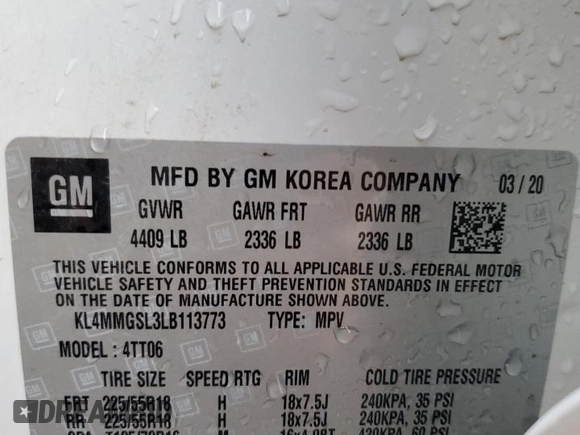 GM
MFD BY GM KOREA COMPANY 03/20
GVWR GAWR FRT GAWR RR
4409 LB 2336 LB 2336 LB
THIS VEHICLE CONFORMS TO ALL APPLICABLE U.S. FEDERAL MOTOR
VEHICLE SAFETY AND THEFT PREVENTION STANDARDS IN EFFECT
ON THE DATE OF MANUFACTURE SHOWN ABOVE.
KL4MMGSL3LB113773 TYPE: MPV
MODEL: 4TT06
TIRE SIZE SPEED RTG RIM COLD TIRE PRESSURE
FRT 225/55R18 H 18x7.5J 240KPA, 35 PSI
RR 225/55R18 H 18x7.5J 240KPA, 35 PSI
DIRECT.CARS